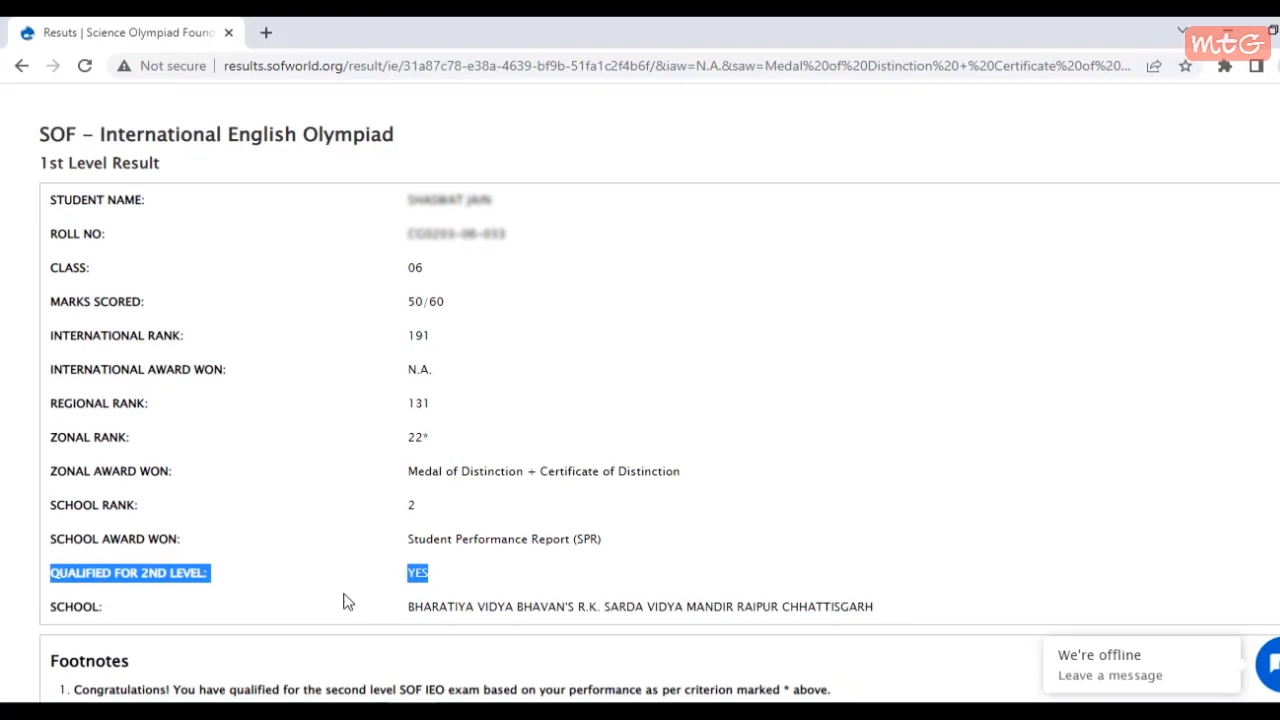 Resuts | Science Olympiad Found
mtG
Not secure results.sofworld.org/result/ie/31a87c78-e38a-4639-bf9b-51fa1c2f4b6f/&iaw=N.A.&saw=Medal%20of%20Distinction%20+%20Certificate%20of%20...
SOF – International English Olympiad
1st Level Result
STUDENT NAME:
ROLL NO:
CLASS: 06
MARKS SCORED: 50/60
INTERNATIONAL RANK: 191
INTERNATIONAL AWARD WON: N.A.
REGIONAL RANK: 131
ZONAL RANK: 22*
ZONAL AWARD WON: Medal of Distinction + Certificate of Distinction
SCHOOL RANK: 2
SCHOOL AWARD WON: Student Performance Report (SPR)
QUALIFIED FOR 2ND LEVEL: YES
SCHOOL: BHARATIYA VIDYA BHAVAN'S R.K. SARDA VIDYA MANDIR RAIPUR CHHATTISGARH
Footnotes
1. Congratulations! You have qualified for the second level SOF IEO exam based on your performance as per criterion marked * above.
We're offline
Leave a message